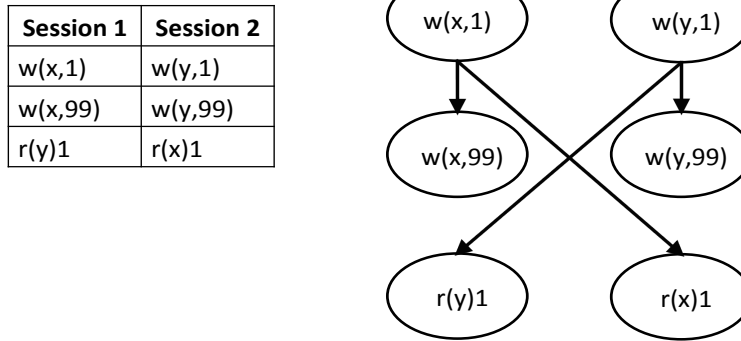 Session 1 Session 2
w(x,1) w(y,1)
w(x,99) w(y,99)
r(y)1 r(x)1
w(x,1) w(y,1)
w(x,99) w(y,99)
r(y)1 r(x)1